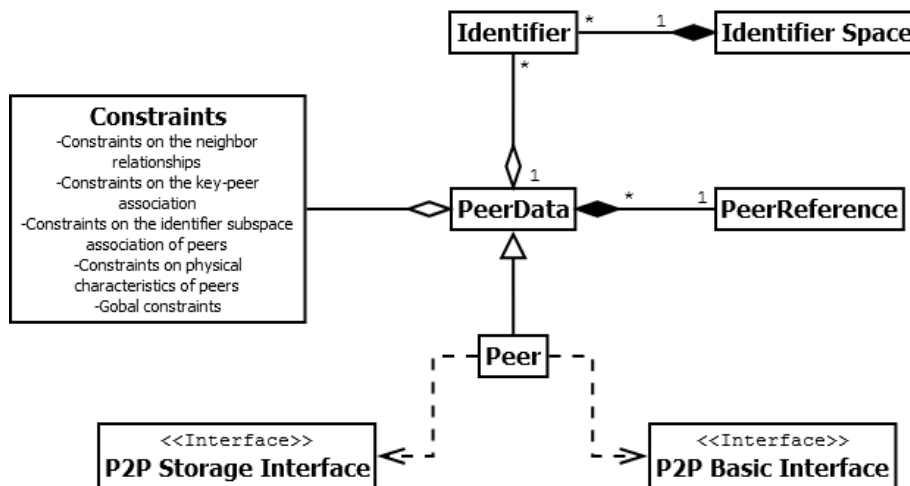 Identifier
*
1
Identifier Space
*
Constraints
-Constraints on the neighbor
relationships
-Constraints on the key-peer
association
-Constraints on the identifier subspace
association of peers
-Constraints on physical
characteristics of peers
-Gobal constraints
1
PeerData
*
1
PeerReference
Peer
<<Interface>>
P2P Storage Interface
<<Interface>>
P2P Basic Interface